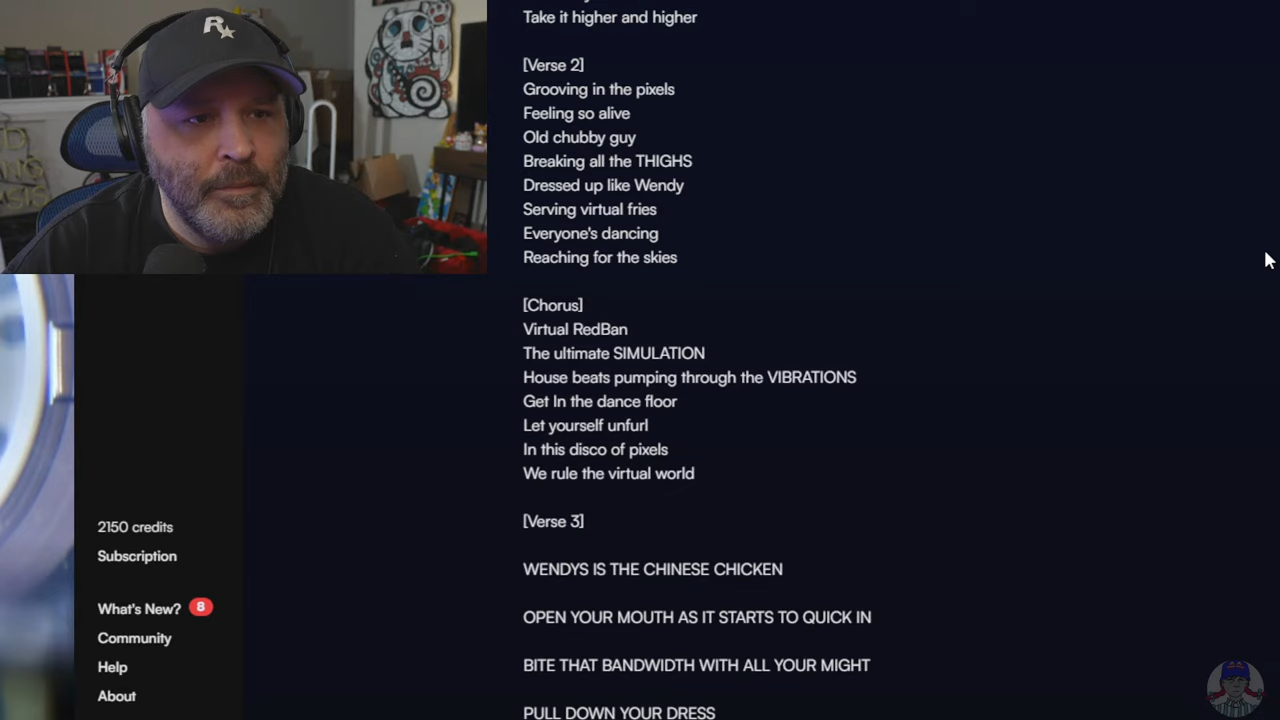 Take it higher and higher
[Verse 2]
Grooving in the pixels
Feeling so alive
Old chubby guy
Breaking all the THIGHS
Dressed up like Wendy
Serving virtual fries
Everyone's dancing
Reaching for the skies
[Chorus]
Virtual RedBan
The ultimate SIMULATION
House beats pumping through the VIBRATIONS
Get In the dance floor
Let yourself unfurl
In this disco of pixels
We rule the virtual world
[Verse 3]
WENDYS IS THE CHINESE CHICKEN
OPEN YOUR MOUTH AS IT STARTS TO QUICK IN
BITE THAT BANDWIDTH WITH ALL YOUR MIGHT
PULL DOWN YOUR DRESS
2150 credits
Subscription
What's New? 8
Community
Help
About
R